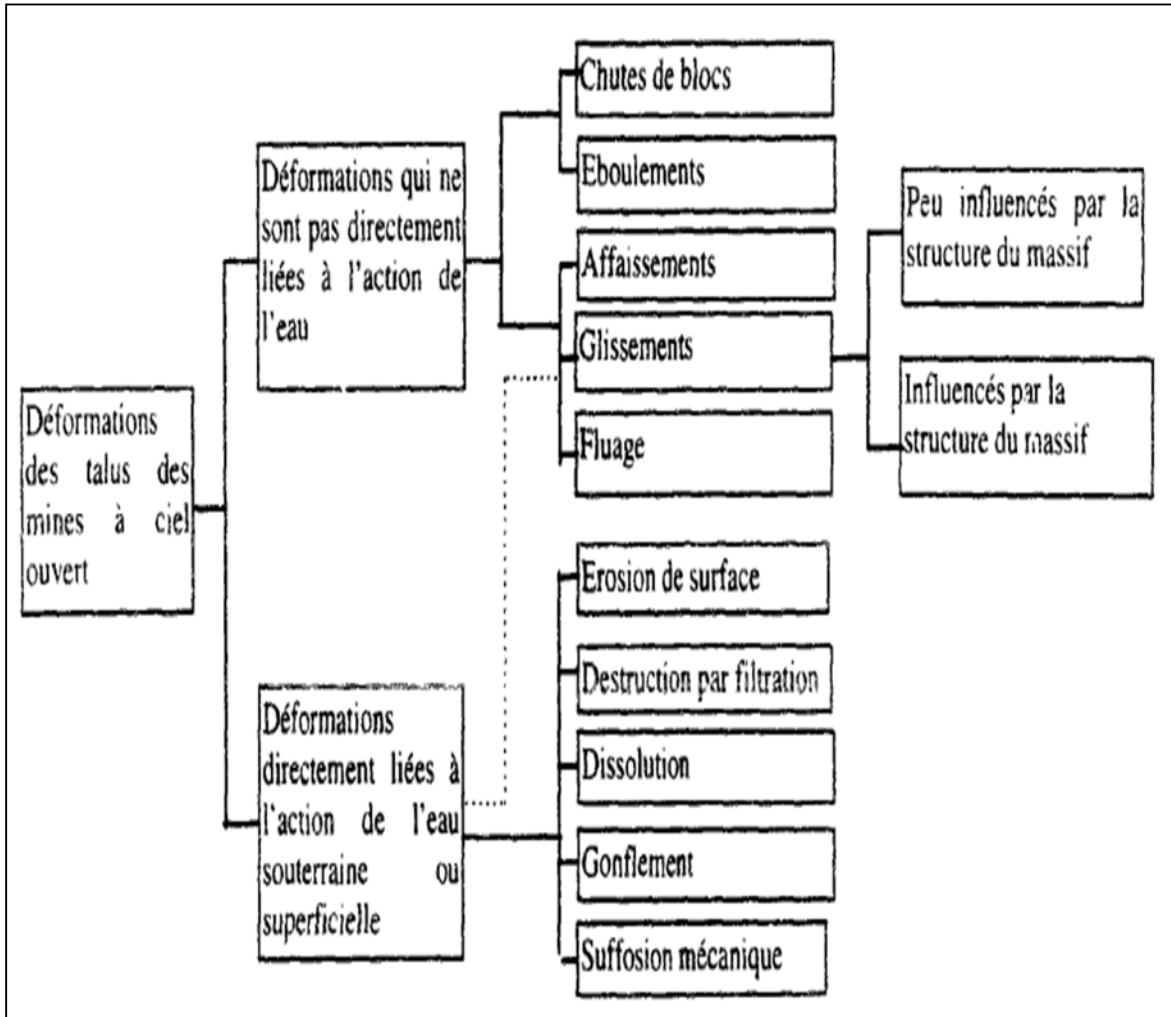 Déformations
des talus des
mines à ciel
ouvert
Déformations qui ne
sont pas directement
liées à l'action de
l'eau
Chutes de blocs
Eboulements
Affaissements
Glissements
Fluage
Peu influencés par la
structure du massif
Influencés par la
structure du massif
Déformations
directement liées à
l'action de l'eau
souterraine ou
superficielle
Erosion de surface
Destruction par filtration
Dissolution
Gonflement
Suffosion mécanique